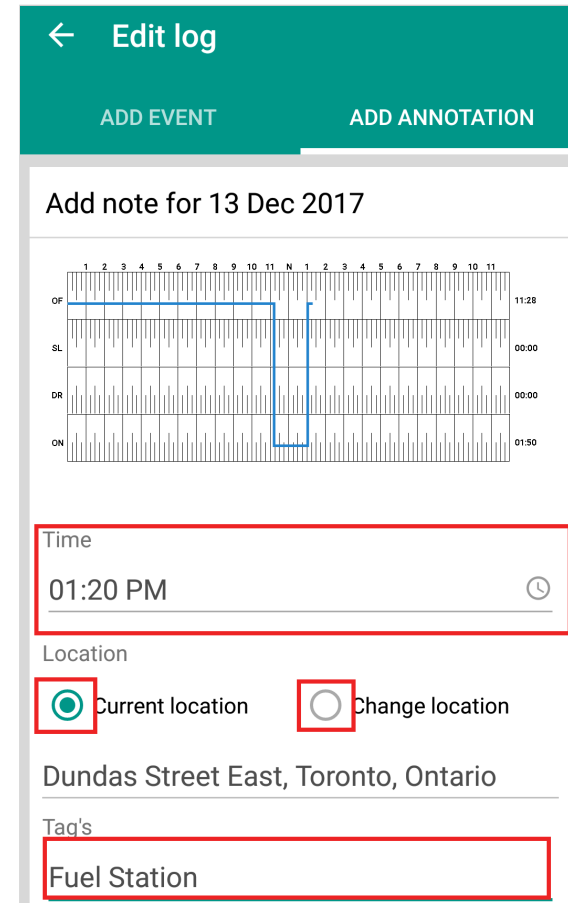 Edit log
ADD EVENT ADD ANNOTATION
Add note for 13 Dec 2017
1 2 3 4 5 6 7 8 9 10 11 N 1 2 3 4 5 6 7 8 9 10 11
OF 11:28
SL 00:00
DR 00:00
ON 01:50
Time
01:20 PM
Location
Current location Change location
Dundas Street East, Toronto, Ontario
Tag's
Fuel Station